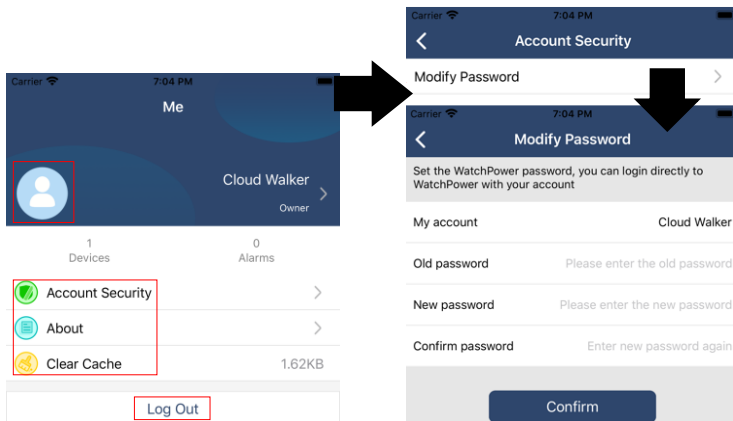 Carrier 7:04 PM
Me
Cloud Walker
Owner
1
Devices
0
Alarms
Account Security
About
Clear Cache 1.62KB
Log Out
Carrier 7:04 PM
Account Security
Modify Password
Carrier 7:04 PM
Modify Password
Set the WatchPower password, you can login directly to
WatchPower with your account
My account Cloud Walker
Old password Please enter the old password
New password Please enter the new password
Confirm password Enter new password again
Confirm